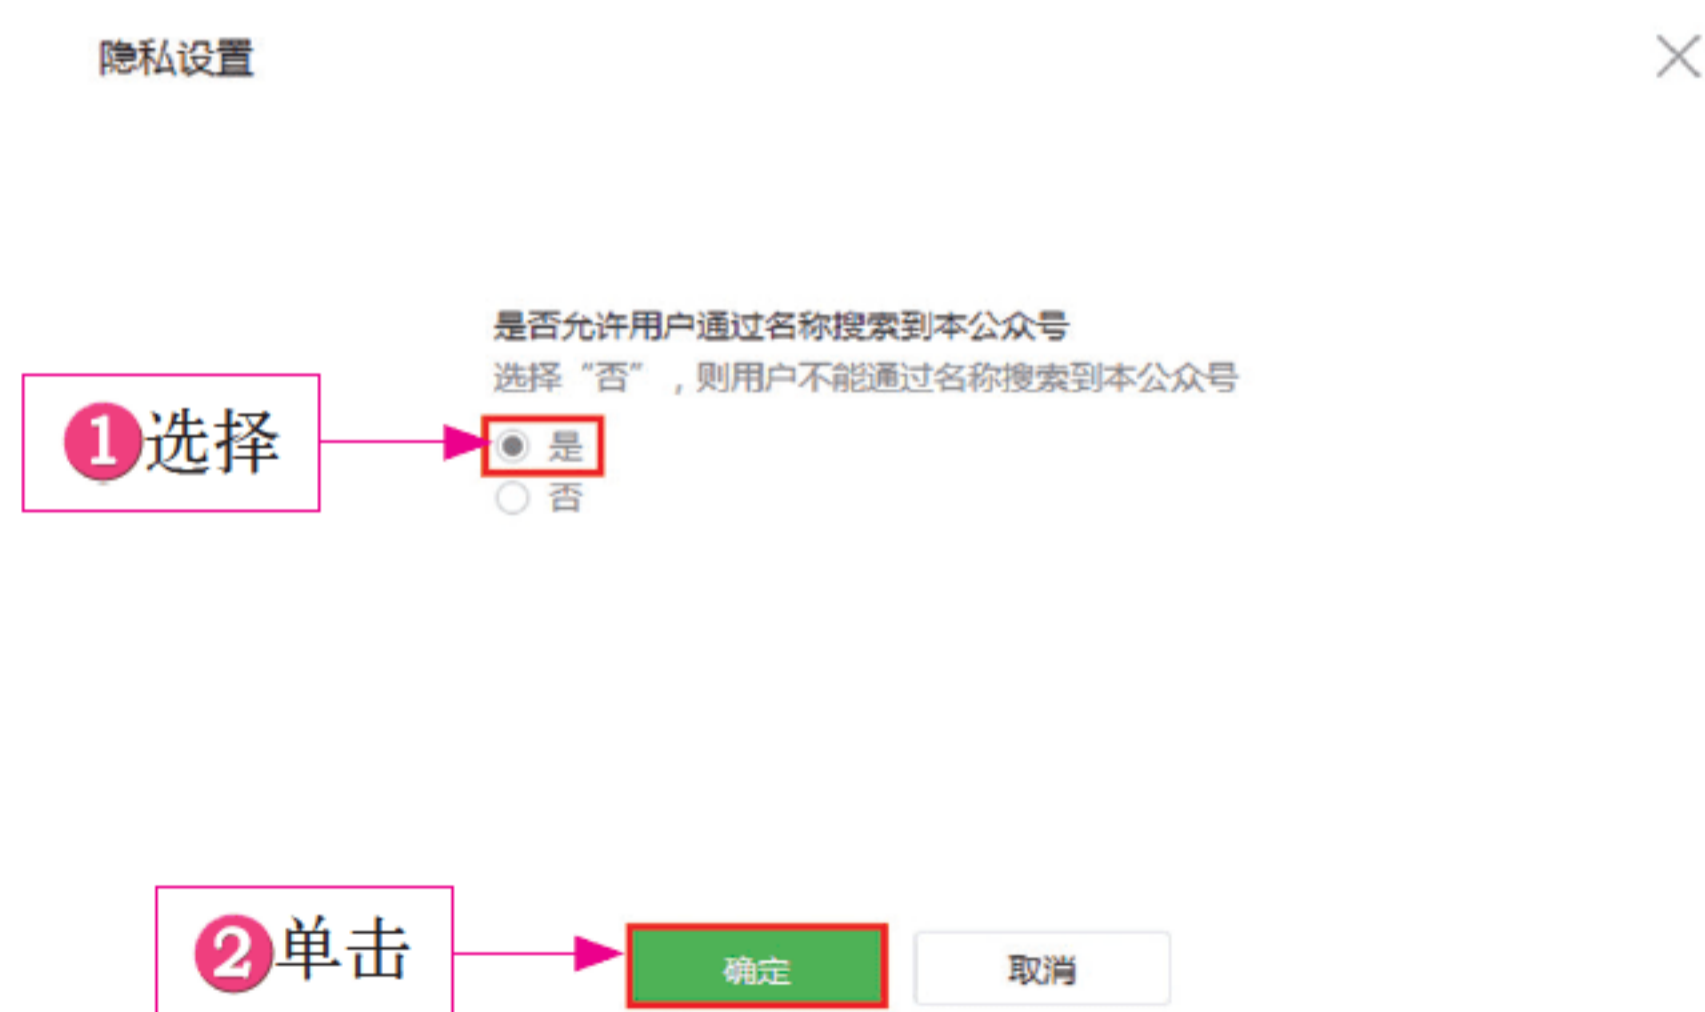 隐私设置
是否允许用户通过名称搜索到本公众号
选择“否”，则用户不能通过名称搜索到本公众号
❶选择
是
否
❷单击
确定
取消